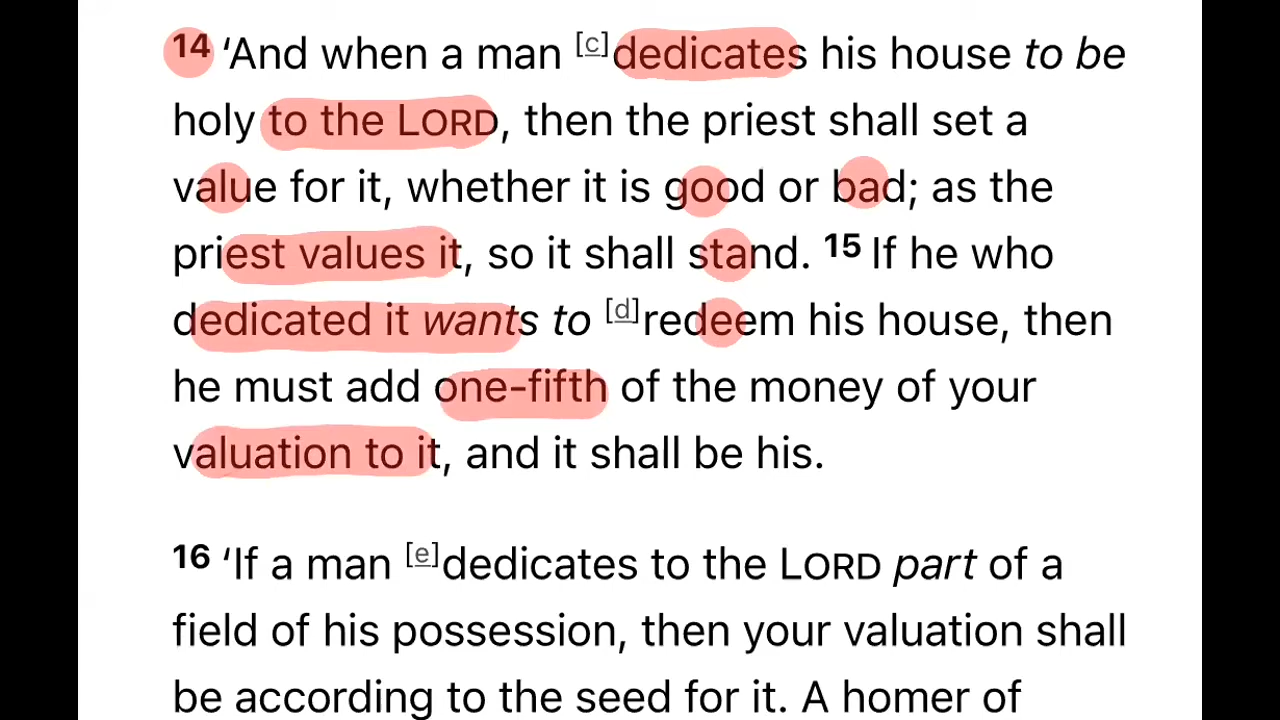 14 ‘And when a man [c]dedicates his house to be
holy to the LORD, then the priest shall set a
value for it, whether it is good or bad; as the
priest values it, so it shall stand. 15 If he who
dedicated it wants to [d]redeem his house, then
he must add one-fifth of the money of your
valuation to it, and it shall be his.
16 ‘If a man [e]dedicates to the LORD part of a
field of his possession, then your valuation shall
be according to the seed for it. A homer of